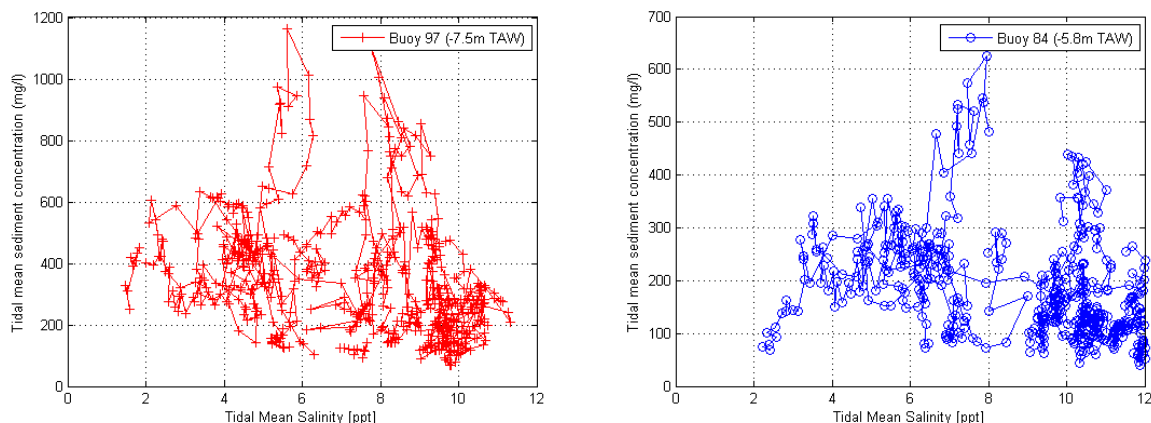 Buoy 97 (-7.5m TAW)
Tidal mean sediment concentration (mg/l)
1200
1000
800
600
400
200
0
0 2 4 6 8 10 12
Tidal Mean Salinity [ppt]
Buoy 84 (-5.8m TAW)
Tidal mean sediment concentration (mg/l)
700
600
500
400
300
200
100
0
0 2 4 6 8 10 12
Tidal Mean Salinity [ppt]